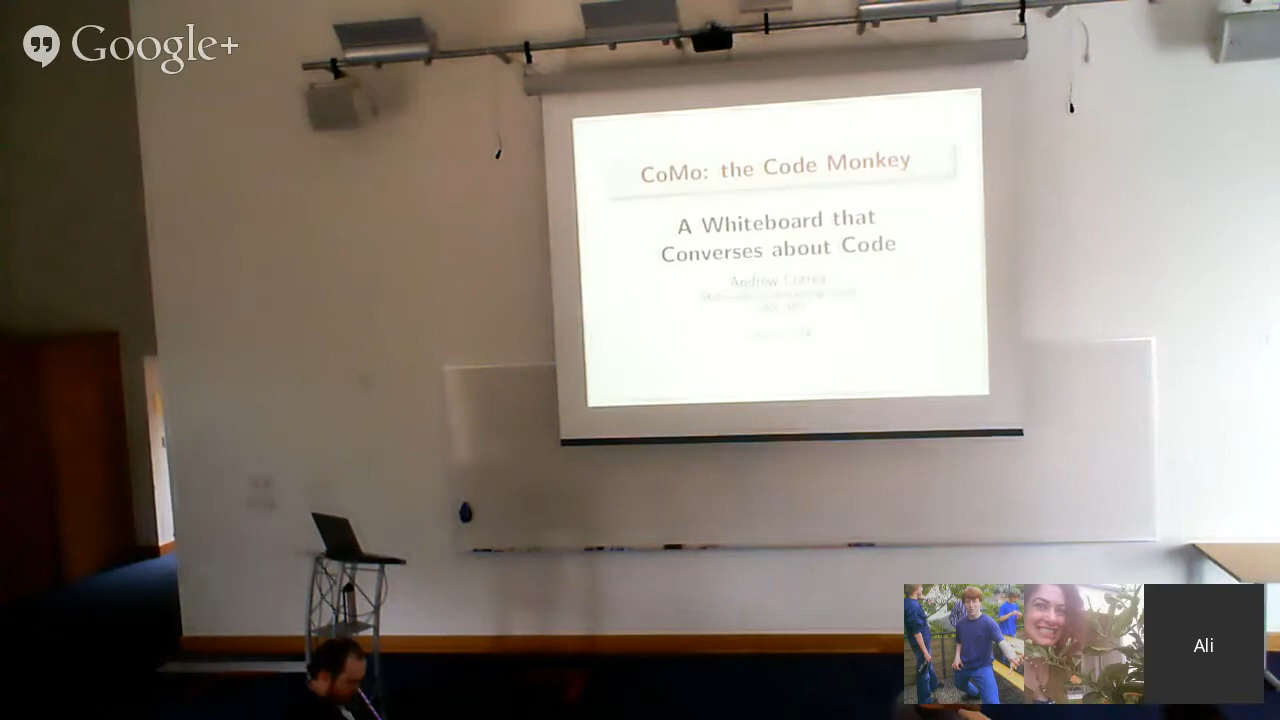 Google+
CoMo: the Code Monkey
A Whiteboard that
Converses about Code
Andrew Correa
Ali